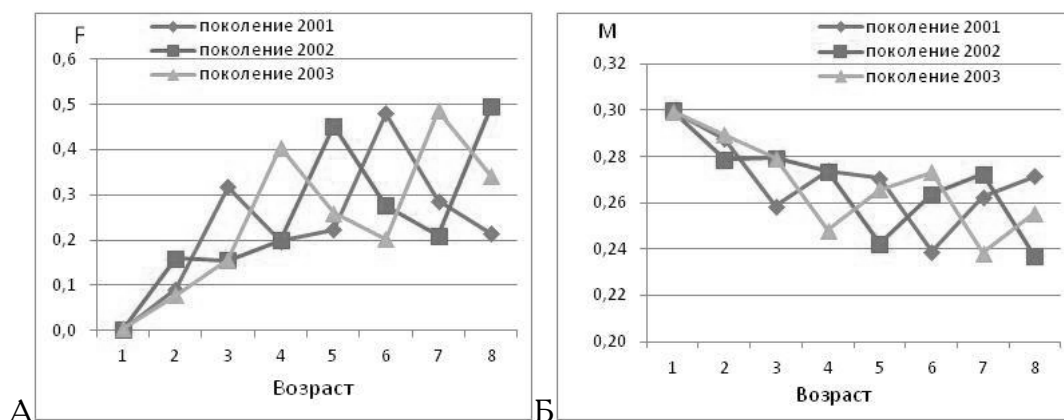 F
поколение 2001
поколение 2002
поколение 2003
0,6
0,5
0,4
0,3
0,2
0,1
0,0
1 2 3 4 5 6 7 8
Возраст
А
М
поколение 2001
поколение 2002
поколение 2003
0,32
0,30
0,28
0,26
0,24
0,22
0,20
1 2 3 4 5 6 7 8
Возраст
Б